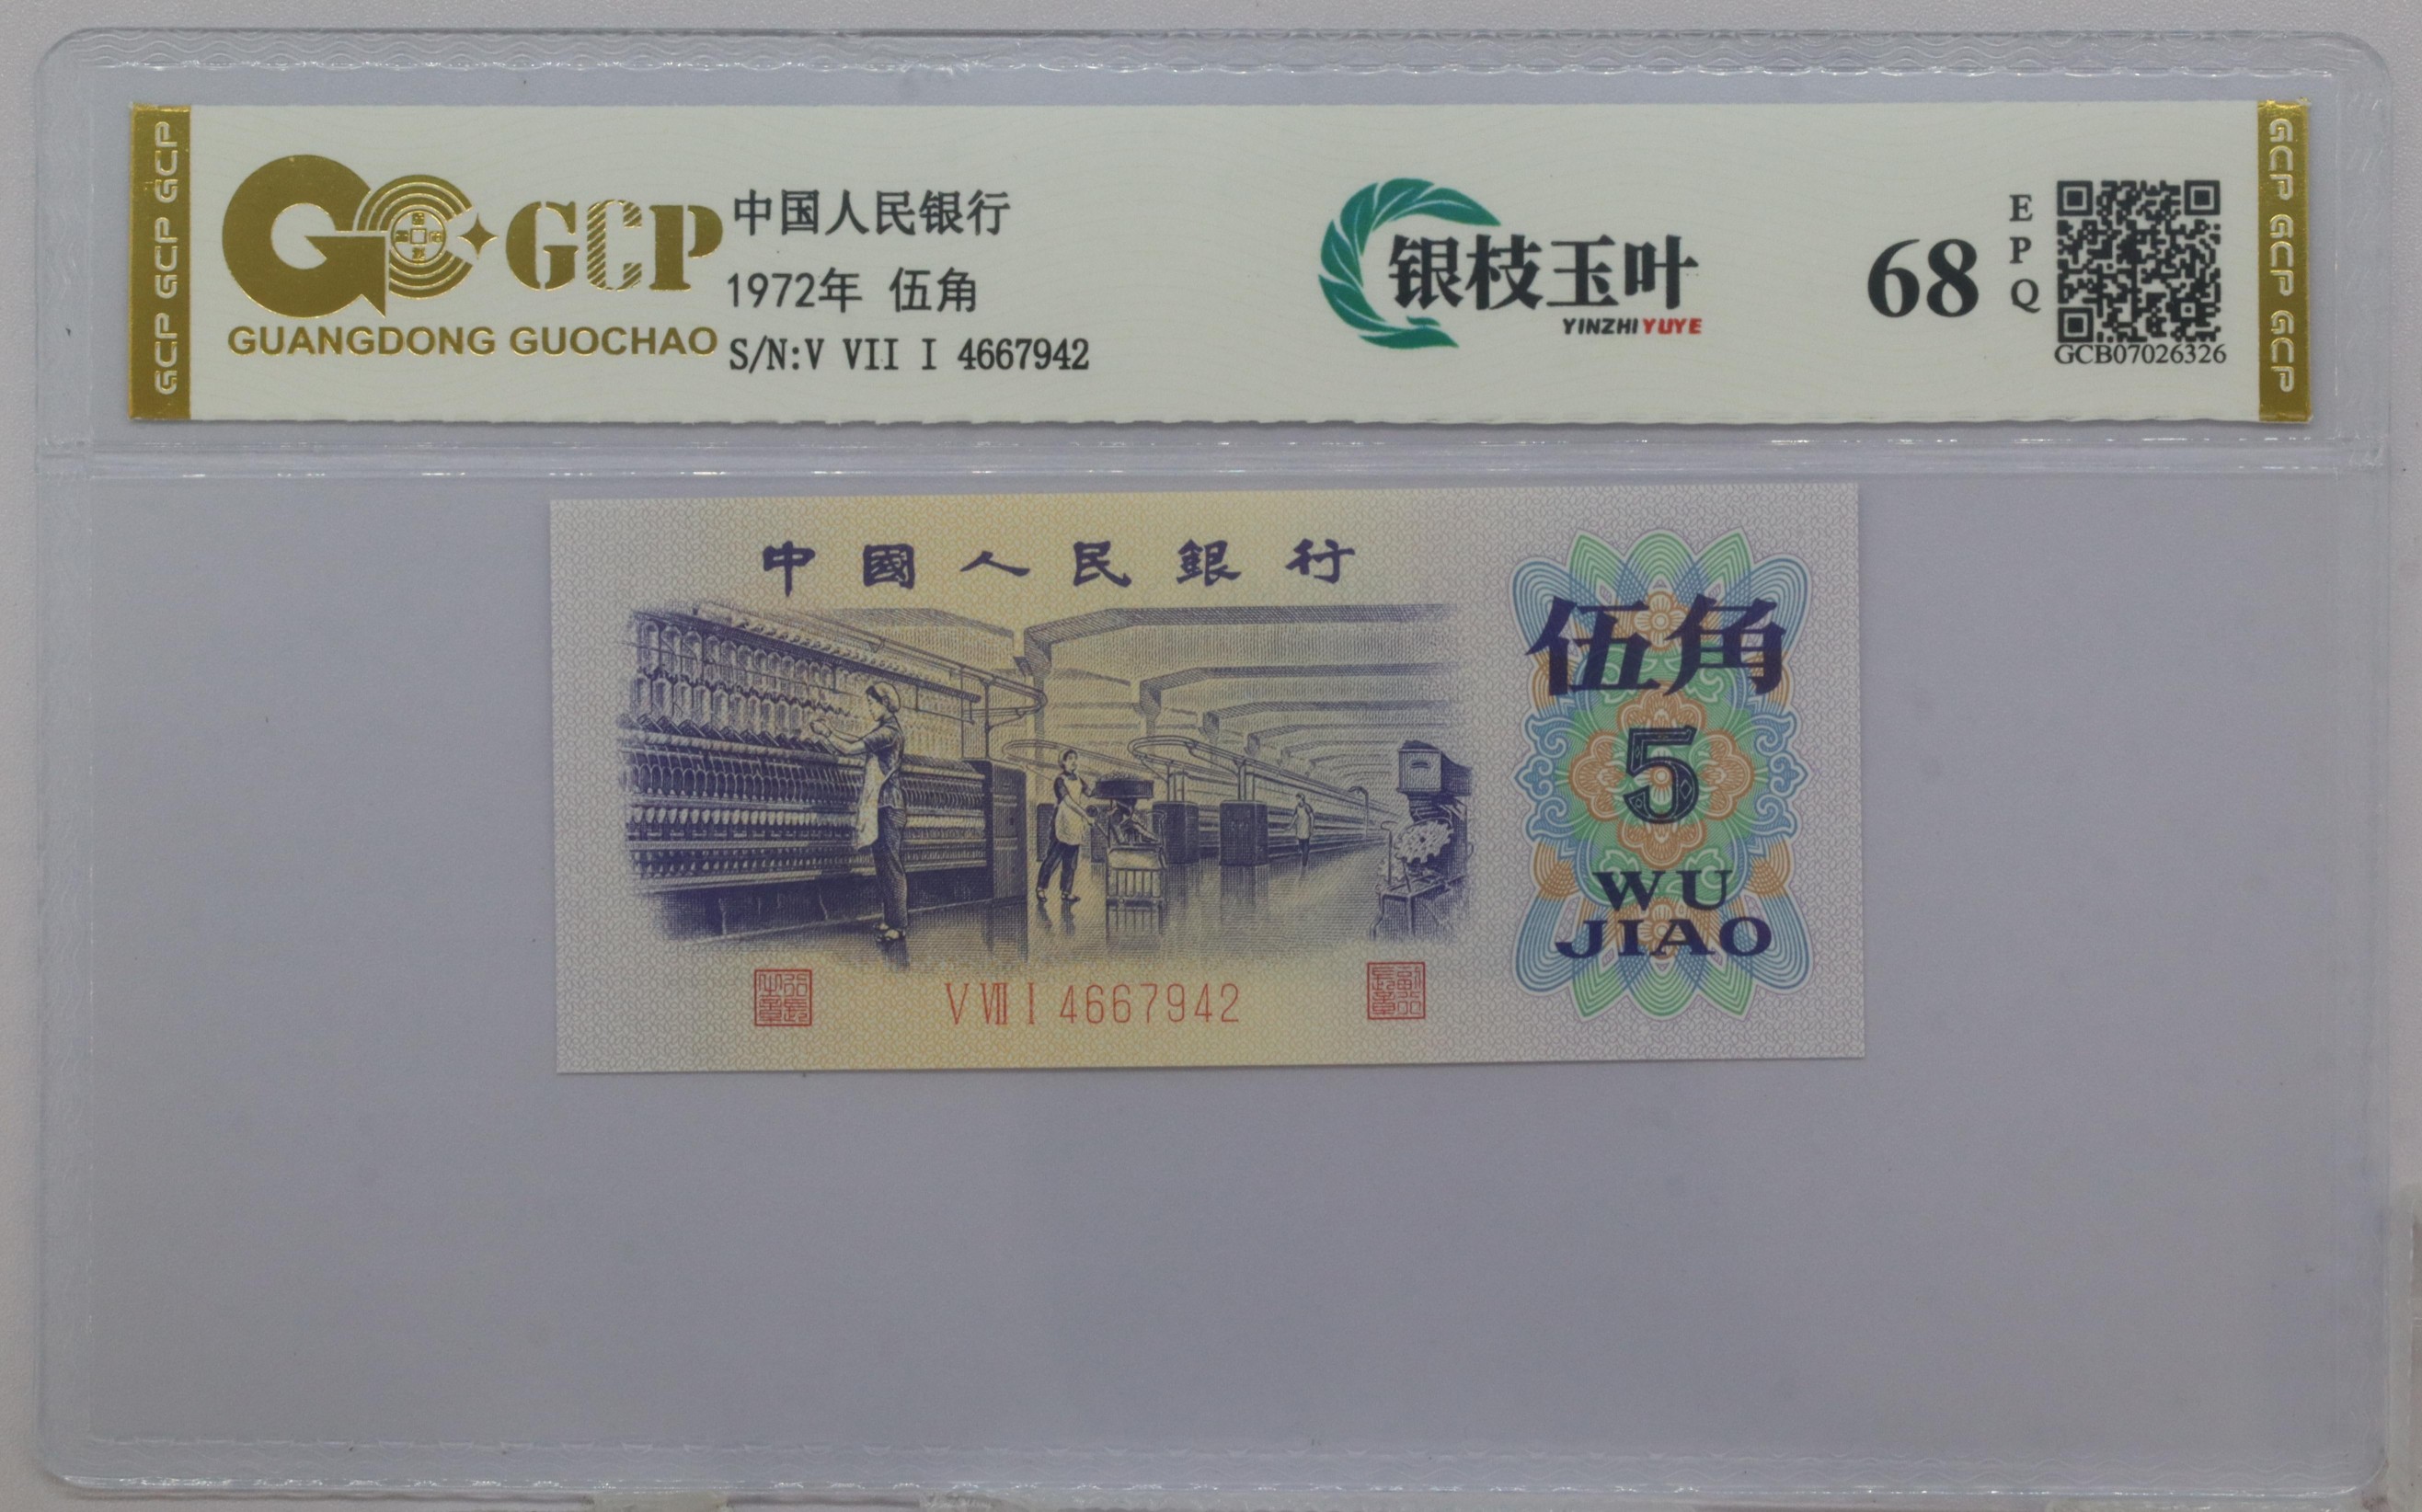 GCP GCP GCP
GCP
GUANGDONG GUOCHAO
中国人民银行
1972年 伍角
S/N:V VII I 4667942
银枝玉叶
YINZHIYUYE
68
EPQ
GCB07026326
GCP GCP GCP
中國人民銀行
伍角
5
WU
JIAO
V VII I 4667942